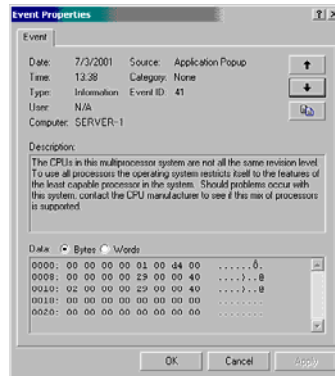 Event Properties
Event
Date: 7/3/2001 Source: Application Popup
Time: 13:38 Category: None
Type: Information Event ID: 41
User: N/A
Computer: SERVER-1
Description:
The CPUs in this multiprocessor system are not all the same revision level.
To use all processors the operating system restricts itself to the features of
the least capable processor in the system. Should problems occur with
this system, contact the CPU manufacturer to see if this mix of processors
is supported.
Data: Bytes Words
0000: 00 00 00 00 01 00 d4 00 ......Ô.
0008: 00 00 00 00 29 00 00 40 ....)..@
0010: 02 00 00 00 29 00 00 40 ....)..@
0018: 00 00 00 00 00 00 00 00 ........
0020: 00 00 00 00 00 00 00 00 ........
OK Cancel Apply